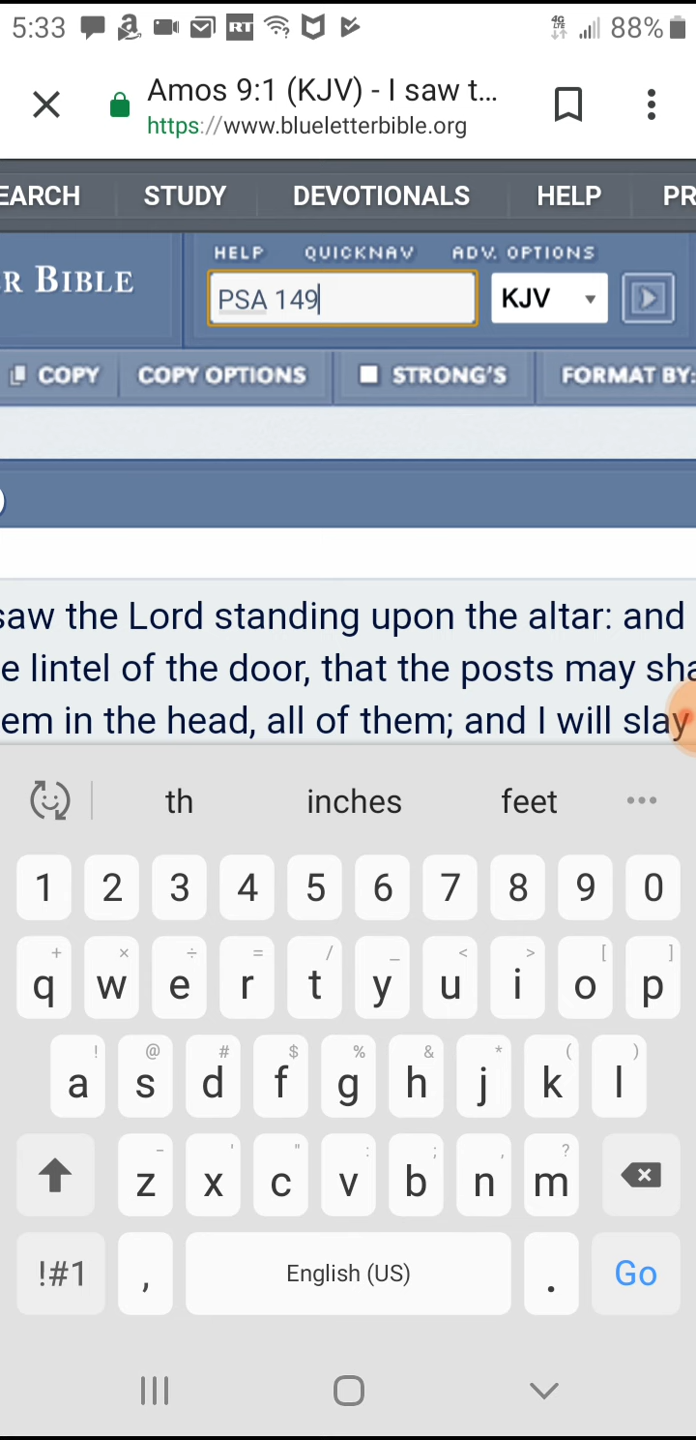 5:33 RT 4G LTE 88%
Amos 9:1 (KJV) - I saw t...
https://www.blueletterbible.org
EARCH STUDY DEVOTIONALS HELP PR
HELP QUICKNAV ADV. OPTIONS
R BIBLE PSA 149 KJV
COPY COPY OPTIONS STRONG'S FORMAT BY:
)
saw the Lord standing upon the altar: and
e lintel of the door, that the posts may sha
em in the head, all of them; and I will slay
th inches feet ...
1 2 3 4 5 6 7 8 9 0
+ × ÷ = / _ < > [ ]
q w e r t y u i o p
! @ # $ % & * ( )
a s d f g h j k l
- ' " : ; , ?
z x c v b n m
!#1 , English (US) . Go